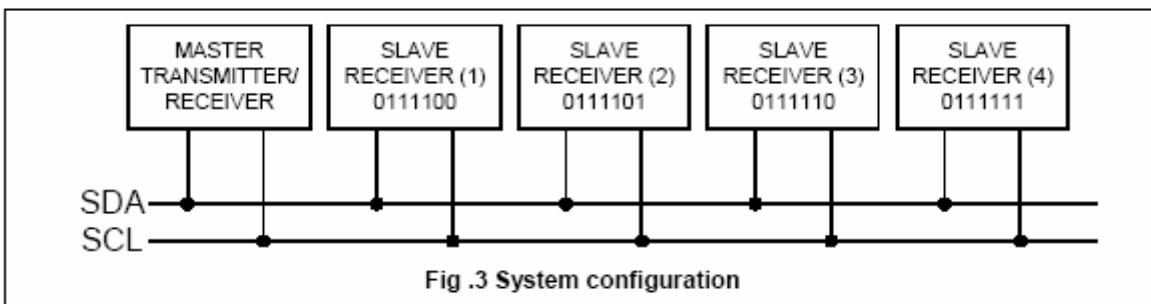 MASTER
TRANSMITTER/
RECEIVER
SLAVE
RECEIVER (1)
0111100
SLAVE
RECEIVER (2)
0111101
SLAVE
RECEIVER (3)
0111110
SLAVE
RECEIVER (4)
0111111
SDA
SCL
Fig .3 System configuration